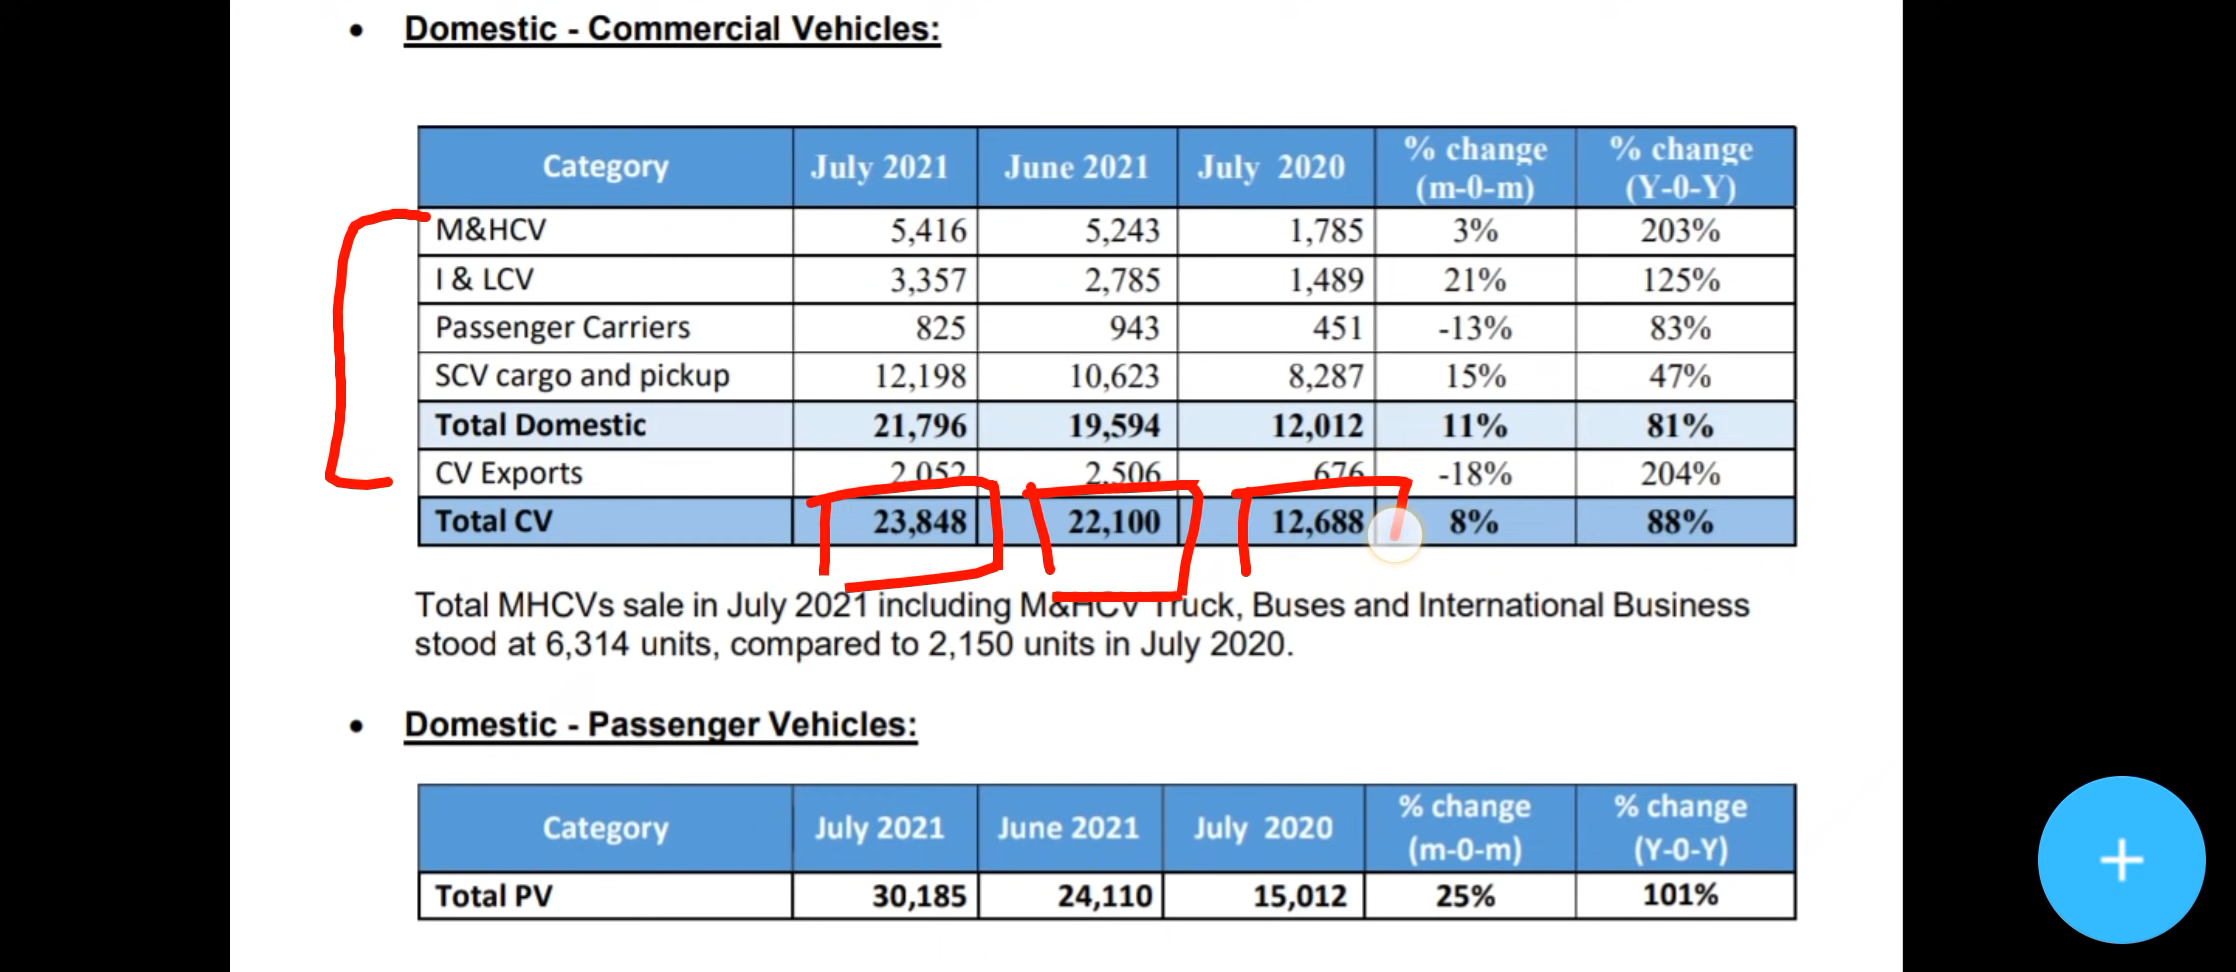 • Domestic - Commercial Vehicles:
Category July 2021 June 2021 July 2020 % change (m-0-m) % change (Y-0-Y)
M&HCV 5,416 5,243 1,785 3% 203%
I & LCV 3,357 2,785 1,489 21% 125%
Passenger Carriers 825 943 451 -13% 83%
SCV cargo and pickup 12,198 10,623 8,287 15% 47%
Total Domestic 21,796 19,594 12,012 11% 81%
CV Exports 2,052 2,506 676 -18% 204%
Total CV 23,848 22,100 12,688 8% 88%
Total MHCVs sale in July 2021 including M&HCV Truck, Buses and International Business
stood at 6,314 units, compared to 2,150 units in July 2020.
• Domestic - Passenger Vehicles:
Category July 2021 June 2021 July 2020 % change (m-0-m) % change (Y-0-Y)
Total PV 30,185 24,110 15,012 25% 101%